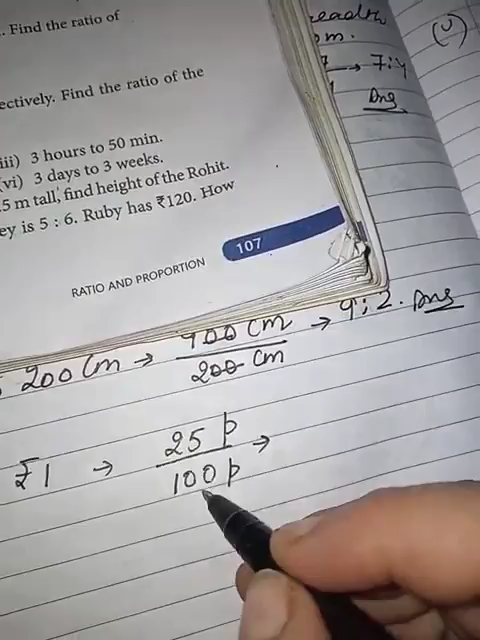 . Find the ratio of
ectively. Find the ratio of the
iii) 3 hours to 50 min.
(vi) 3 days to 3 weeks.
5 m tall, find height of the Rohit.
ey is 5 : 6. Ruby has ₹120. How
107
RATIO AND PROPORTION
readth
m.
→ 7:4
Ans
(v)
200 Cm → 900 Cm / 200 Cm → 9:2. Ans
₹1 → 25 p / 100 p →